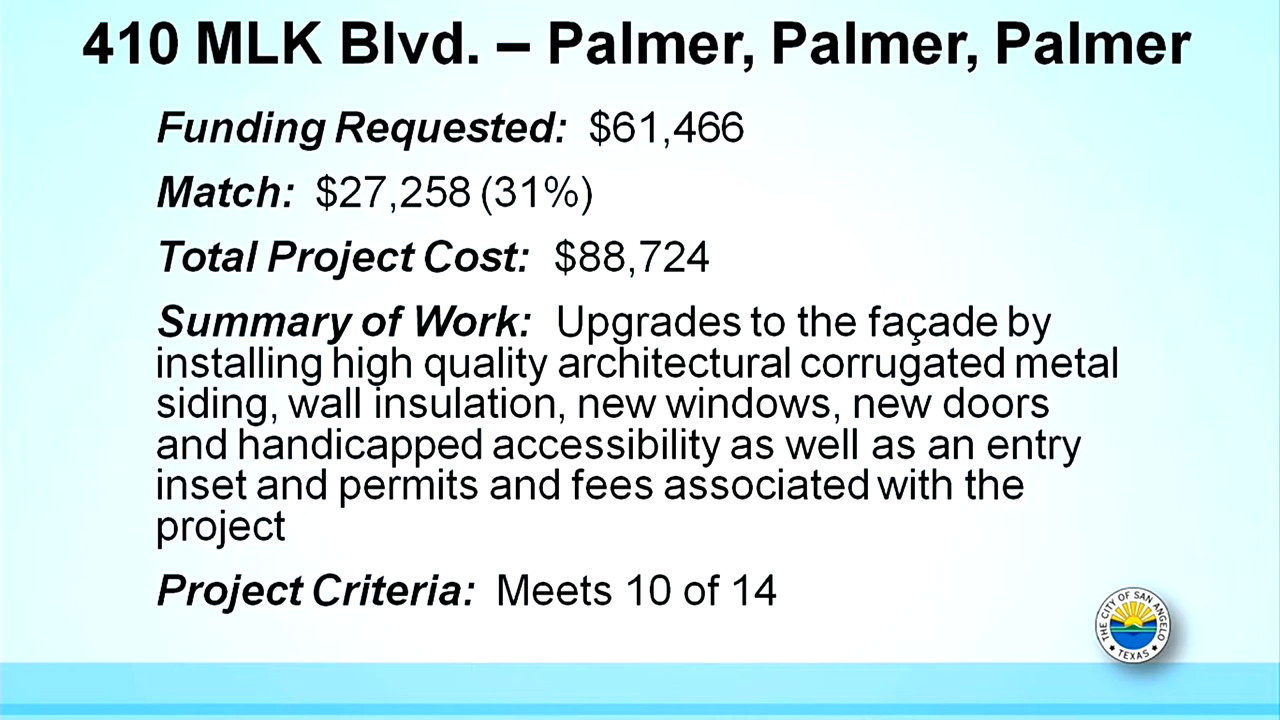 410 MLK Blvd. – Palmer, Palmer, Palmer
Funding Requested: $61,466
Match: $27,258 (31%)
Total Project Cost: $88,724
Summary of Work: Upgrades to the façade by
installing high quality architectural corrugated metal
siding, wall insulation, new windows, new doors
and handicapped accessibility as well as an entry
inset and permits and fees associated with the
project
Project Criteria: Meets 10 of 14
THE CITY OF SAN ANGELO
TEXAS